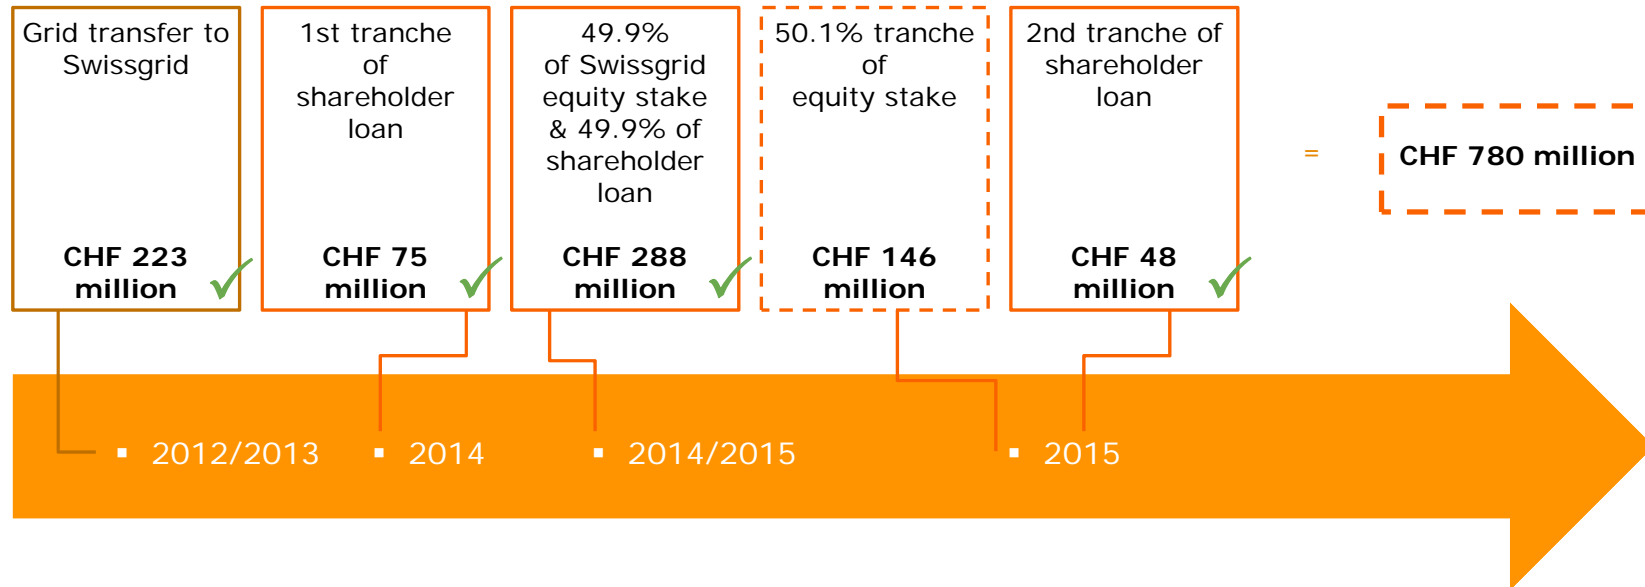 Grid transfer to
Swissgrid
CHF 223
million
1st tranche
of
shareholder
loan
CHF 75
million
49.9%
of Swissgrid
equity stake
& 49.9% of
shareholder
loan
CHF 288
million
50.1% tranche
of
equity stake
CHF 146
million
2nd tranche of
shareholder
loan
CHF 48
million
=
CHF 780 million
▪ 2012/2013
▪ 2014
▪ 2014/2015
▪ 2015